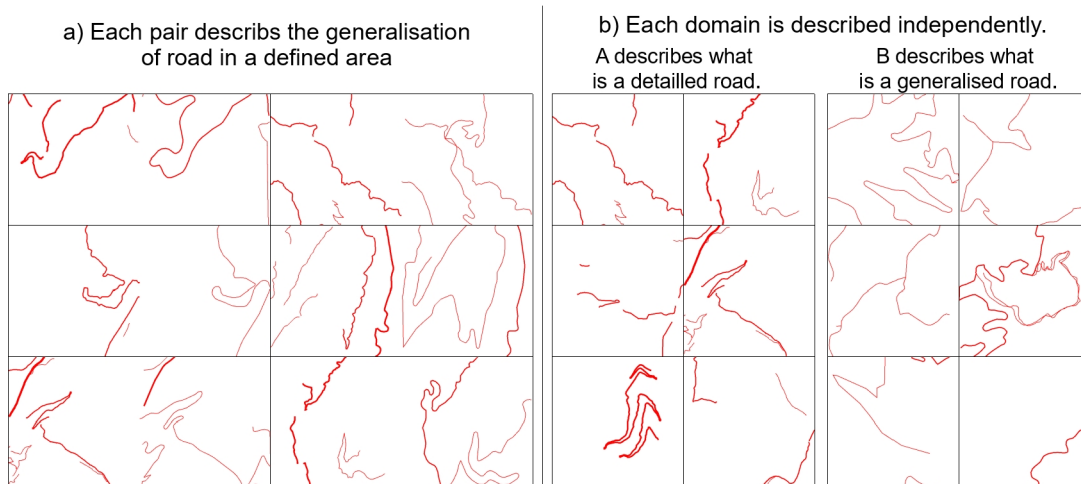 a) Each pair describs the generalisation
of road in a defined area
b) Each domain is described independently.
A describes what
is a detailled road.
B describes what
is a generalised road.